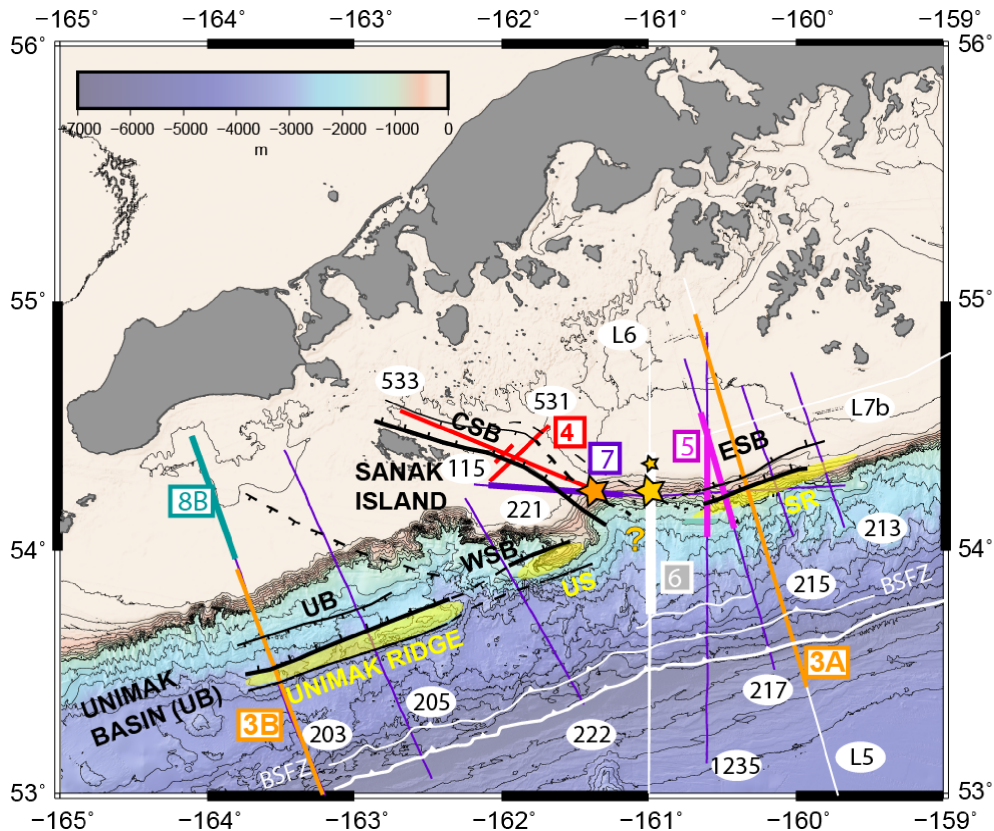 −165° −164° −163° −162° −161° −160° −159°
56° 56°
−7000 −6000 −5000 −4000 −3000 −2000 −1000 0
m
55° 55°
L6
533
531
L7b
CSB
4
ESB
7
5
SANAK
ISLAND
115
8B
SR
221
213
54° 54°
?
WSB
6
US
215
BSFZ
UB
UNIMAK RIDGE
3A
UNIMAK
BASIN (UB)
217
205
3B
203
222
L5
1235
BSFZ
53° 53°
−165° −164° −163° −162° −161° −160° −159°